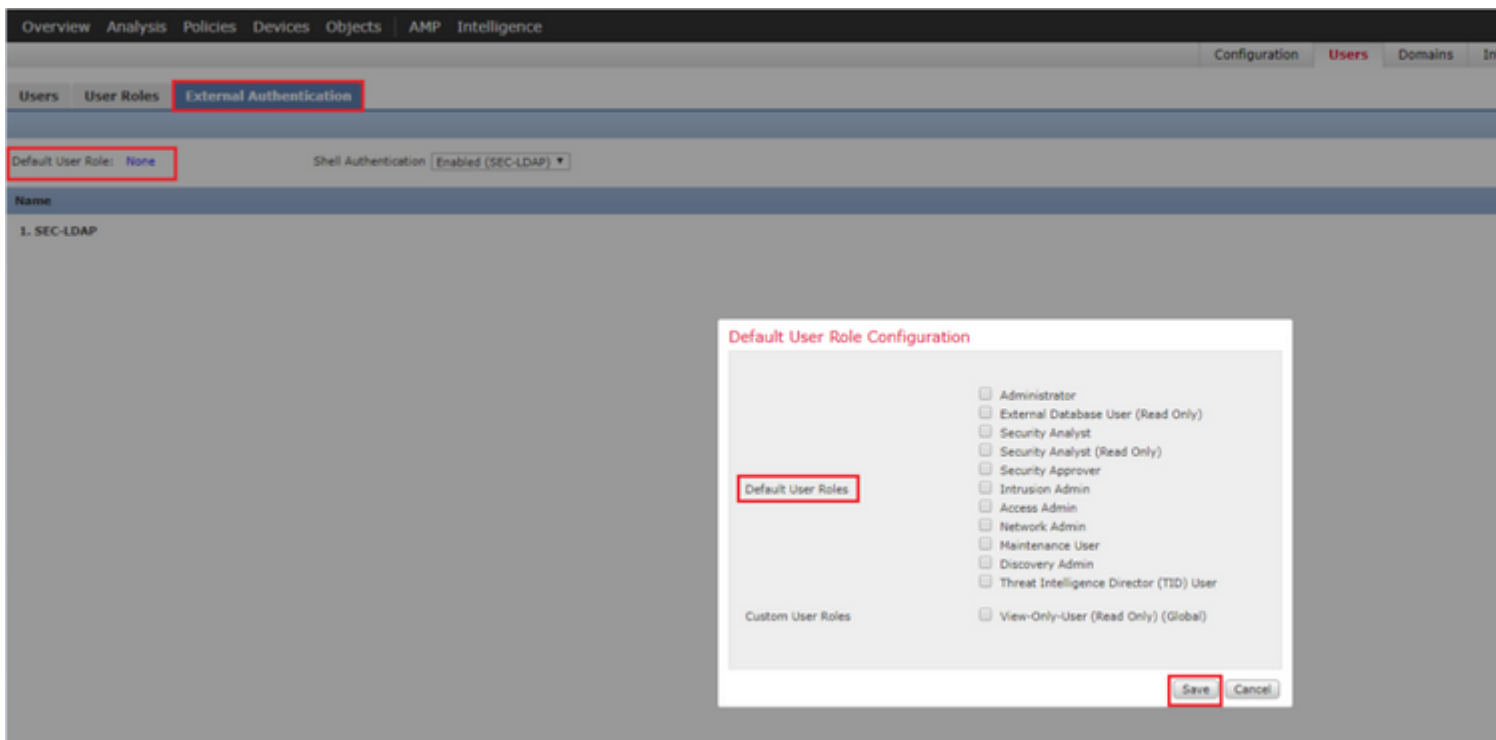 Overview Analysis Policies Devices Objects AMP Intelligence
Configuration Users Domains In
Users User Roles External Authentication
Default User Role: None Shell Authentication Enabled (SEC-LDAP)
Name
1. SEC-LDAP
Default User Role Configuration
Administrator
External Database User (Read Only)
Security Analyst
Security Analyst (Read Only)
Security Approver
Default User Roles Intrusion Admin
Access Admin
Network Admin
Maintenance User
Discovery Admin
Threat Intelligence Director (TID) User
Custom User Roles View-Only-User (Read Only) (Global)
Save Cancel